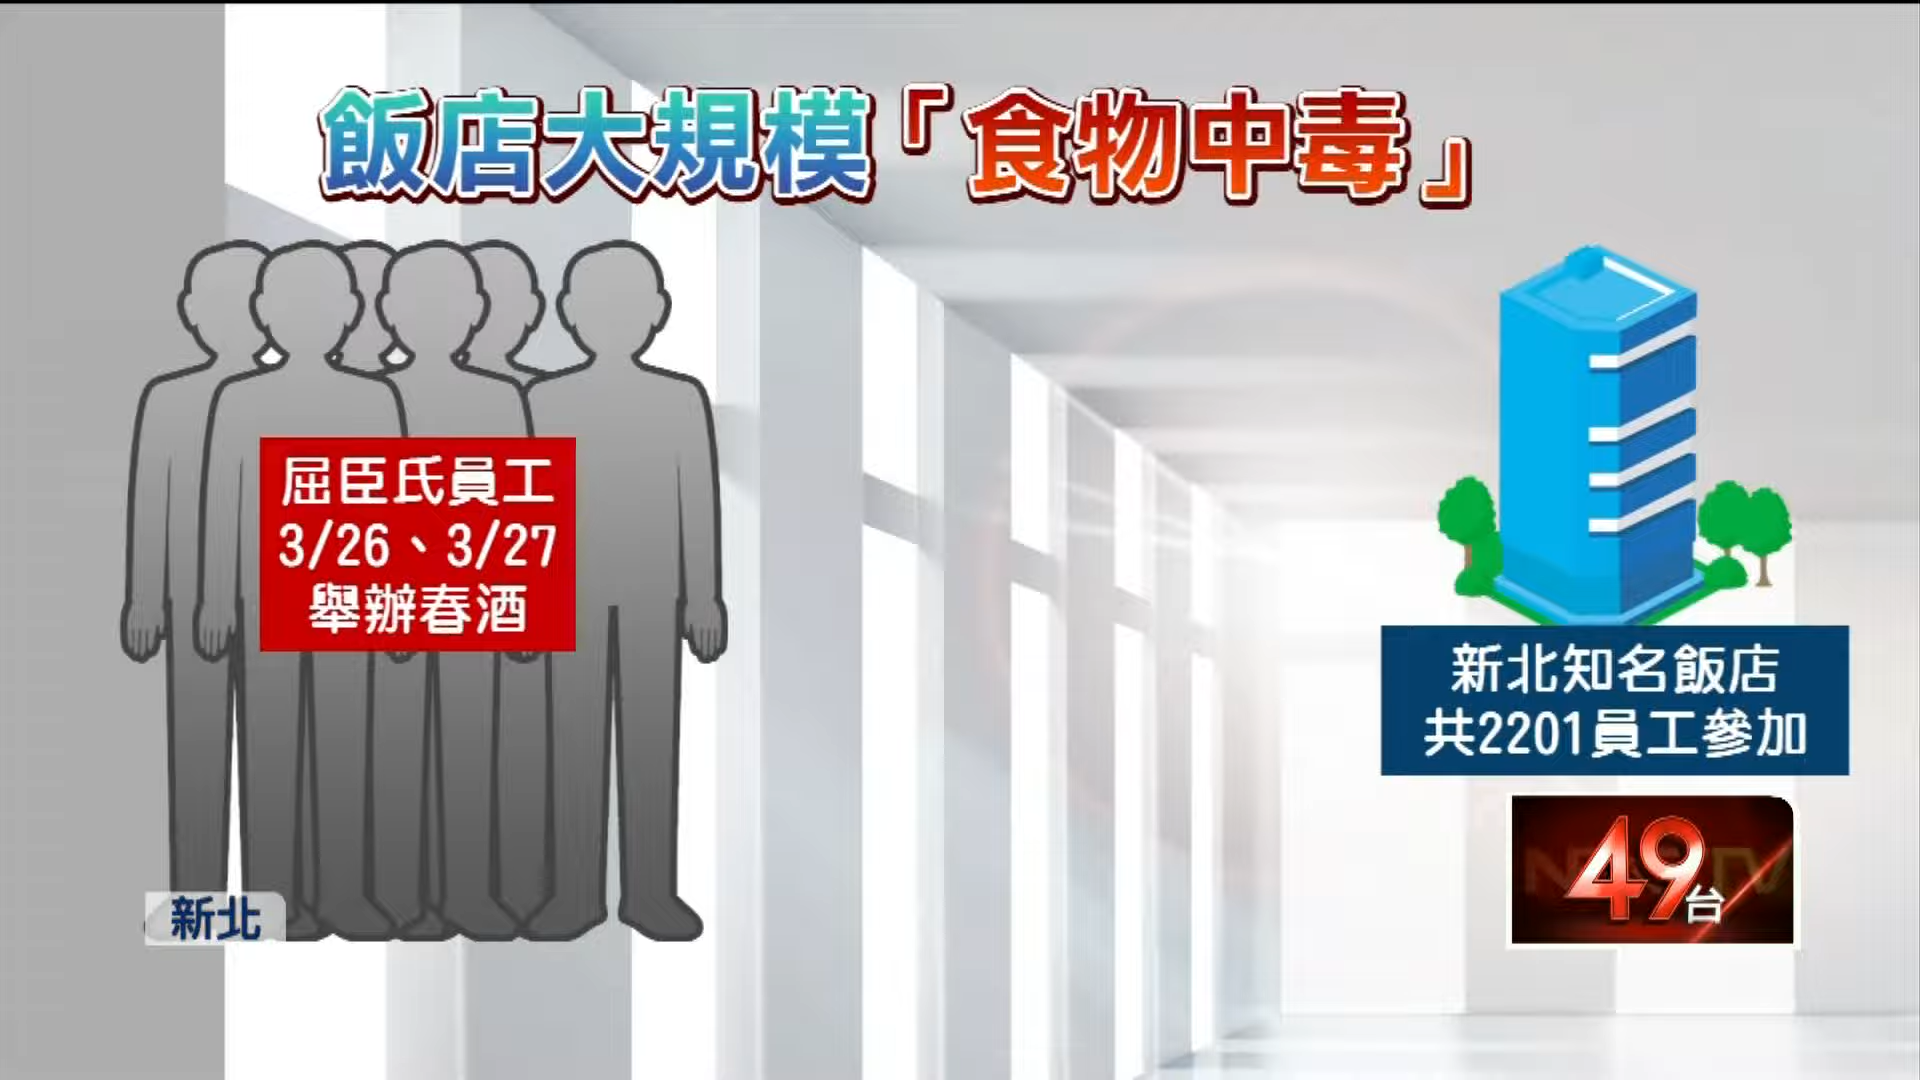 飯店大規模「食物中毒」
屈臣氏員工
3/26、3/27
舉辦春酒
新北知名飯店
共2201員工參加
49台
新北